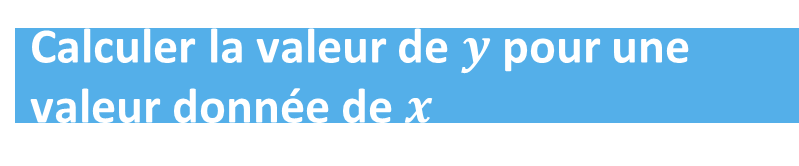 Calculer la valeur de y pour une
valeur donnée de x